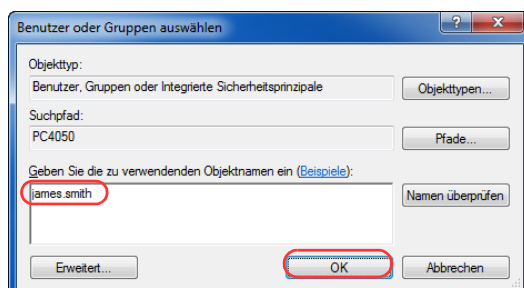 Benutzer oder Gruppen auswählen
Objekttyp:
Benutzer, Gruppen oder Integrierte Sicherheitsprinzipale
Objekttypen...
Suchpfad:
PC4050
Pfade...
Geben Sie die zu verwendenden Objektnamen ein (Beispiele):
james.smith
Namen überprüfen
Erweitert...
OK
Abbrechen